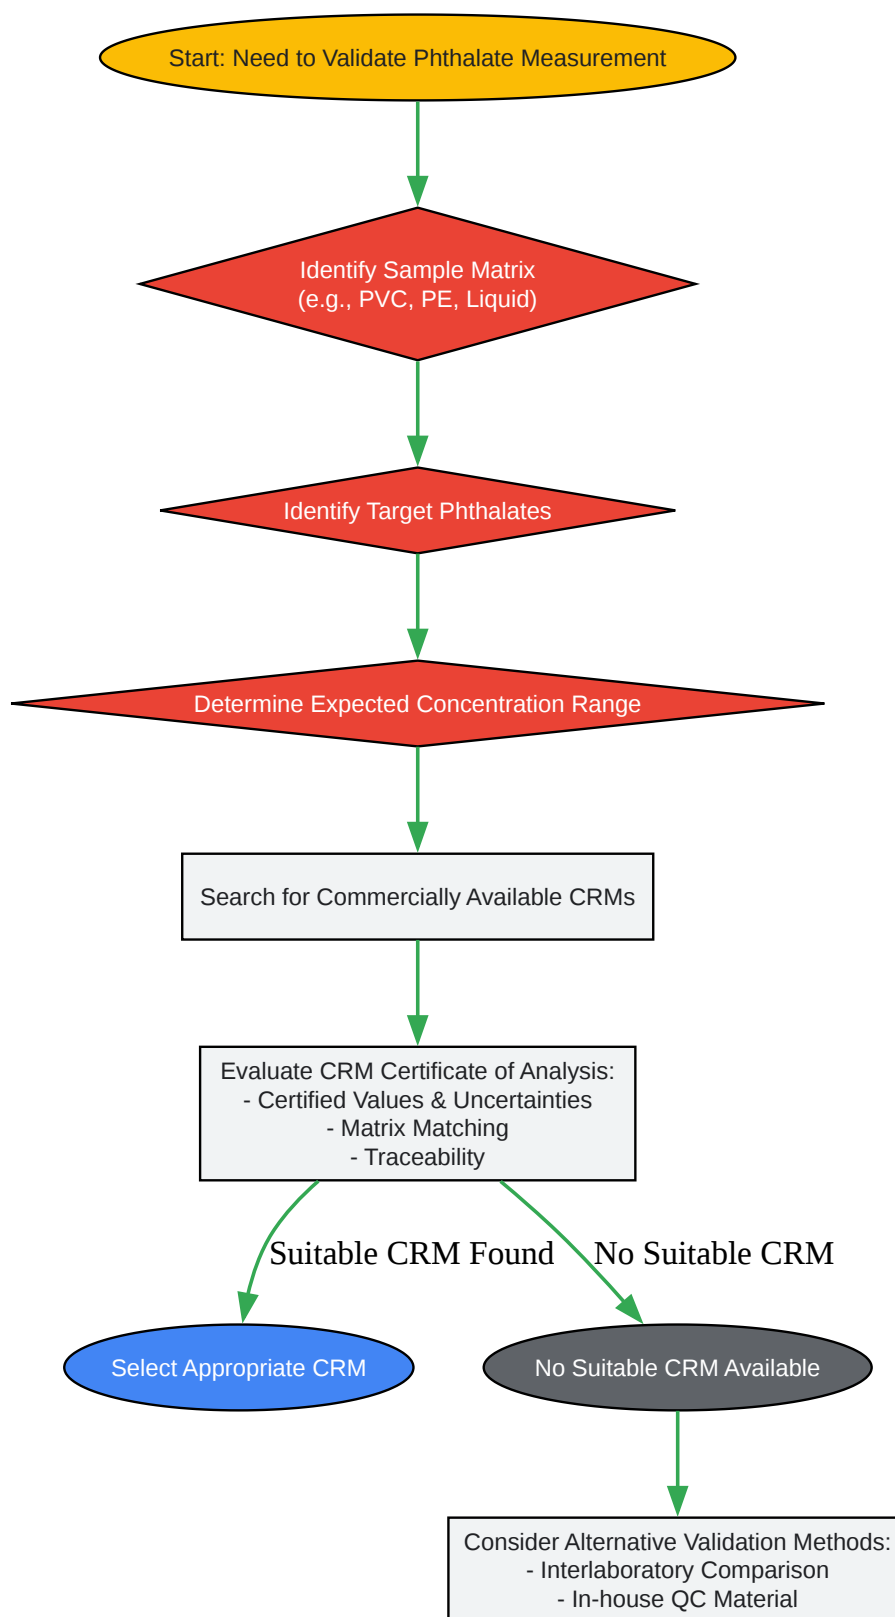 Start: Need to Validate Phthalate Measurement
Identify Sample Matrix
(e.g., PVC, PE, Liquid)
Identify Target Phthalates
Determine Expected Concentration Range
Search for Commercially Available CRMs
Evaluate CRM Certificate of Analysis:
- Certified Values & Uncertainties
- Matrix Matching
- Traceability
Suitable CRM Found
No Suitable CRM
Select Appropriate CRM
No Suitable CRM Available
Consider Alternative Validation Methods:
- Interlaboratory Comparison
- In-house QC Material